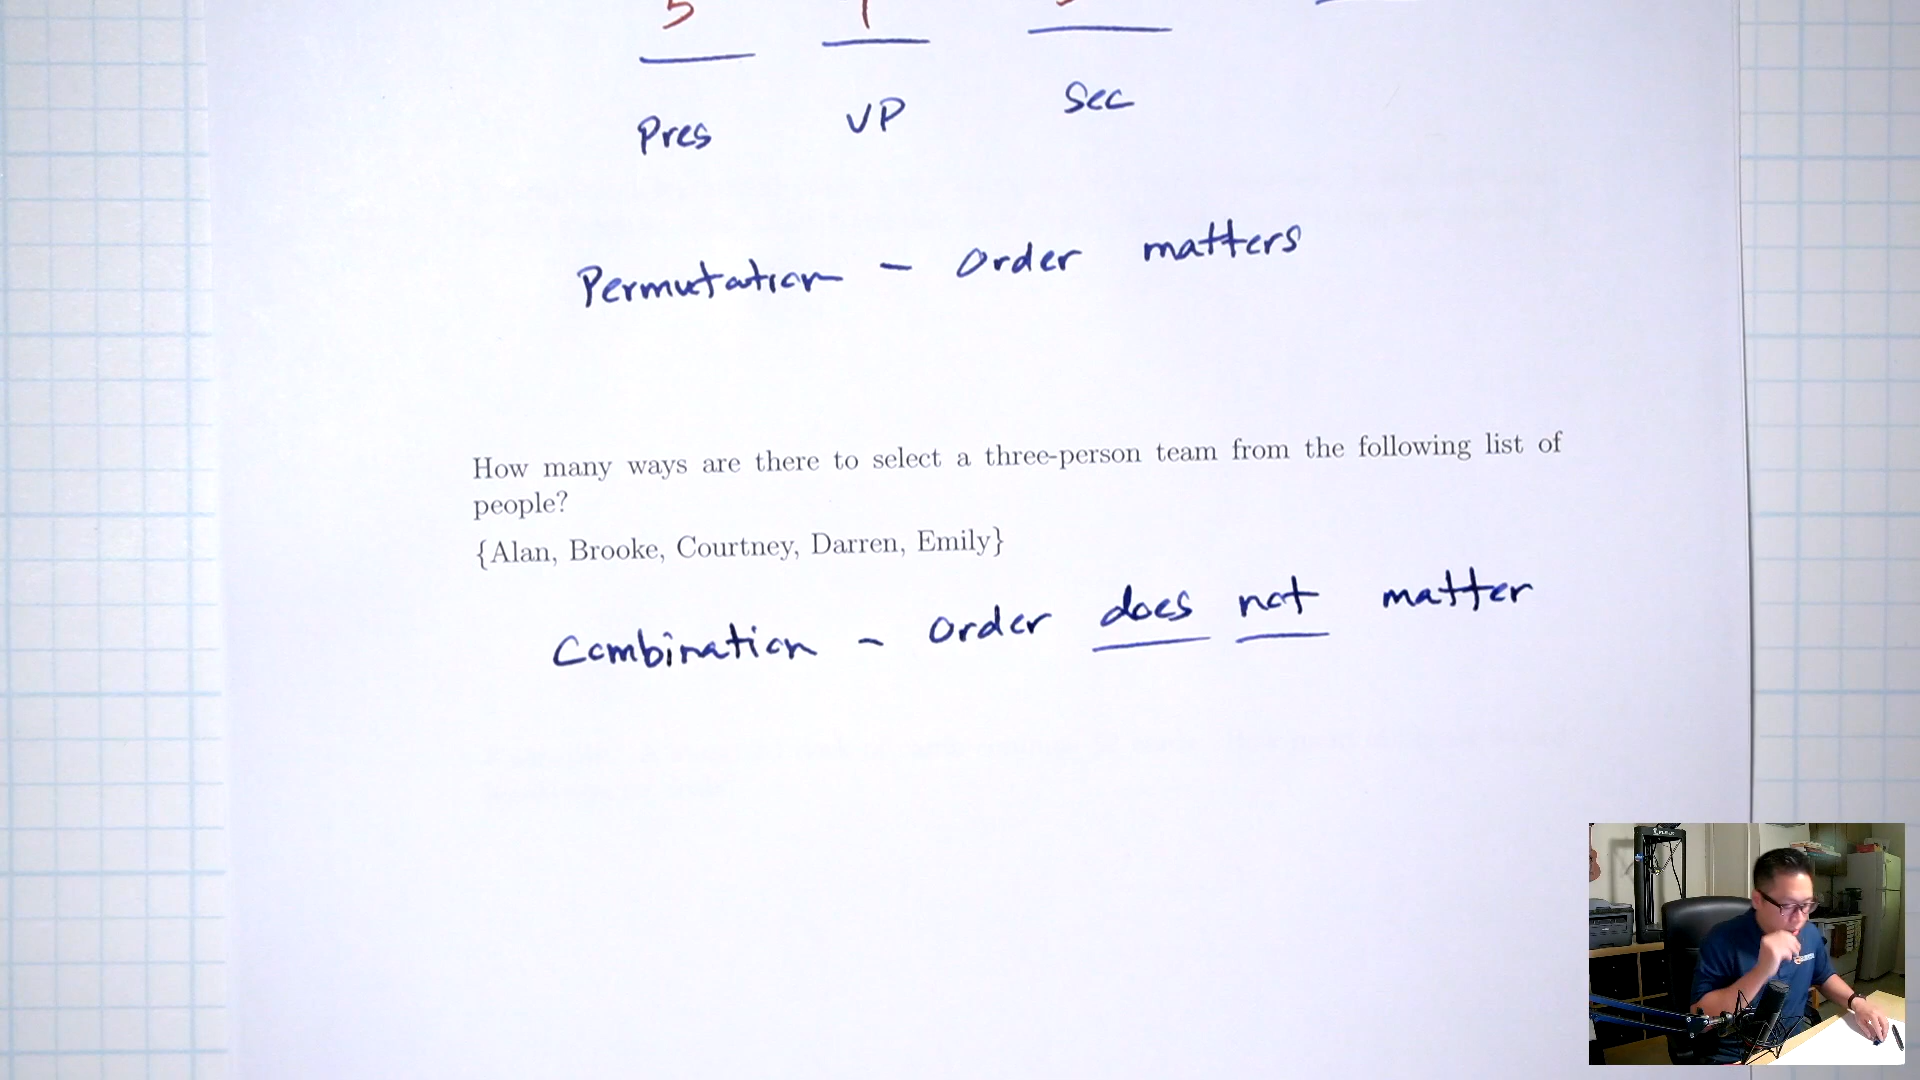 5
Pres VP Sec
Permutation – Order matters
How many ways are there to select a three-person team from the following list of
people?
{Alan, Brooke, Courtney, Darren, Emily}
Combination – Order does not matter